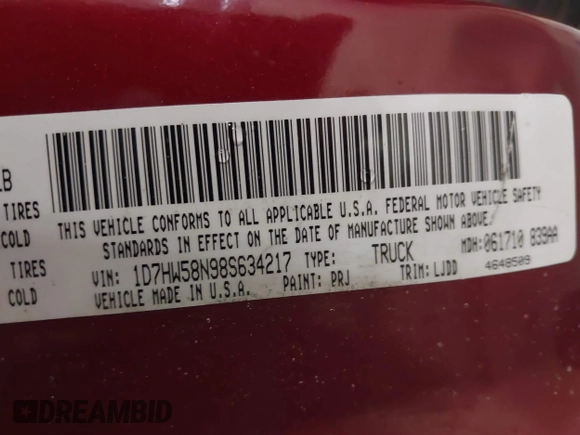 LB
TIRES
COLD
TIRES
COLD
THIS VEHICLE CONFORMS TO ALL APPLICABLE U.S.A. FEDERAL MOTOR VEHICLE SAFETY
STANDARDS IN EFFECT ON THE DATE OF MANUFACTURE SHOWN ABOVE.
MDH: 061710 839AA
VIN: 1D7HW58N98S634217 TYPE: TRUCK
4648509
VEHICLE MADE IN U.S.A. PAINT: PRJ TRIM: LJDD
DREAMBID